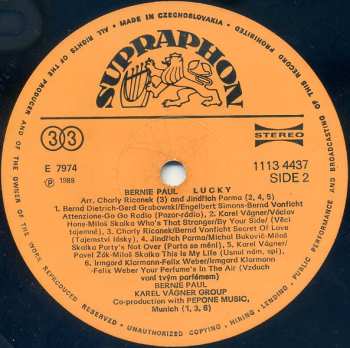 ALL RIGHTS OF THE PRODUCER AND OF THE OWNER OF THE WORK REPRODUCED RESERVED • UNAUTHORIZED COPYING • HIRING • LENDING • PUBLIC PERFORMANCE AND BROADCASTING OF THIS RECORD PROHIBITED
• MADE IN CZECHOSLOVAKIA •
SUPRAPHON
33
STEREO
E 7974
1113 4437
℗ 1988
SIDE 2
BERNIE PAUL LUCKY
Arr. Charly Ricanek (3) and Jindřich Parma (2, 4, 5)
1. Bernd Dietrich-Gerd Grabowski/Engelbert Simons-Bernd Vonficht
Attenzione-Go Go Radio (Pozor-rádio), 2. Karel Vágner/Václav
Hons-Miloš Skalka Who's That Stranger/By Your Side (Věci
tajemné), 3. Charly Ricanek/Bernd Vonficht Secret Of Love
(Tajemství lásky), 4. Jindřich Parma/Michal Bukovič-Miloš
Skalka Party's Not Over (Parta se mění), 5. Karel Vágner/
Pavel Žák-Miloš Skalka This Is My Life (Usnul nám, spí),
6. Irmgard Klarmann-Felix Weber/Irmgard Klarmann
-Felix Weber Your Perfume's In The Air (Vzduch
voní tvým parfémem)
BERNIE PAUL
KAREL VÁGNER GROUP
Co-production with PEPONE MUSIC,
Munich (1, 3, 6)